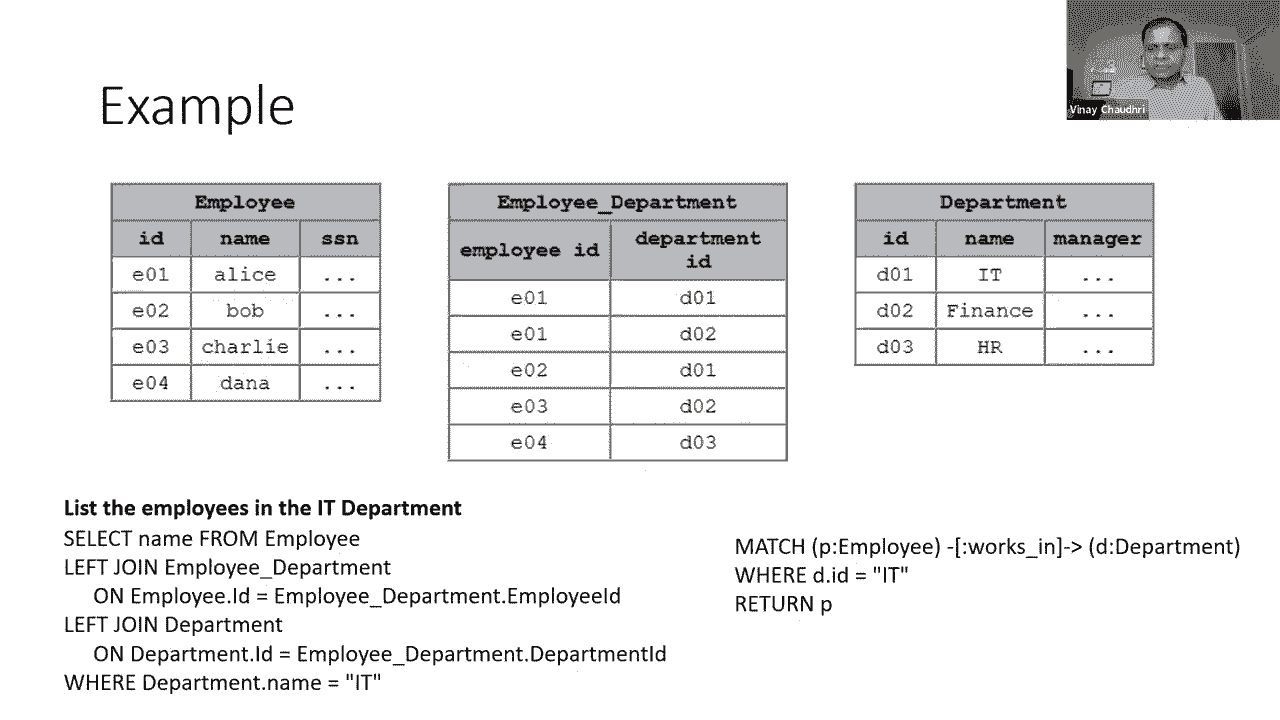 Vinay Chaudhri
Example
Employee
id name ssn
e01 alice ...
e02 bob ...
e03 charlie ...
e04 dana ...
Employee_Department
employee id department id
e01 d01
e01 d02
e02 d01
e03 d02
e04 d03
Department
id name manager
d01 IT ...
d02 Finance ...
d03 HR ...
List the employees in the IT Department
SELECT name FROM Employee
LEFT JOIN Employee_Department
ON Employee.Id = Employee_Department.EmployeeId
LEFT JOIN Department
ON Department.Id = Employee_Department.DepartmentId
WHERE Department.name = "IT"
MATCH (p:Employee) -[:works_in]-> (d:Department)
WHERE d.id = "IT"
RETURN p